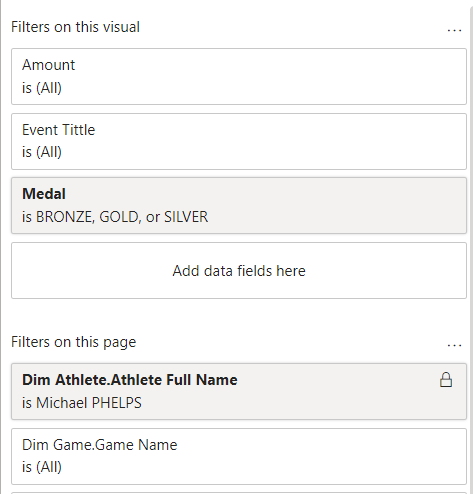 Filters on this visual
...
Amount
is (All)
Event Tittle
is (All)
Medal
is BRONZE, GOLD, or SILVER
Add data fields here
Filters on this page
...
Dim Athlete.Athlete Full Name
is Michael PHELPS
Dim Game.Game Name
is (All)